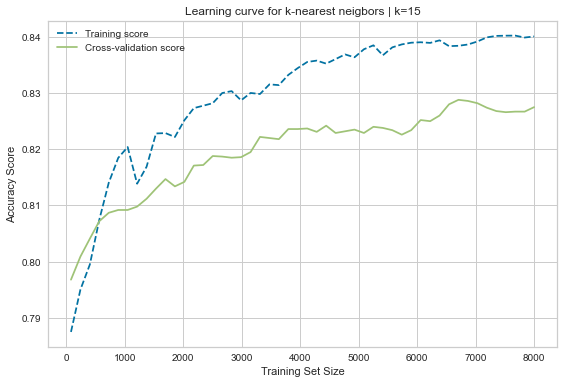 Learning curve for k-nearest neigbors | k=15
Training score
Cross-validation score
0.84
0.83
0.82
0.81
0.80
0.79
Accuracy Score
0 1000 2000 3000 4000 5000 6000 7000 8000
Training Set Size